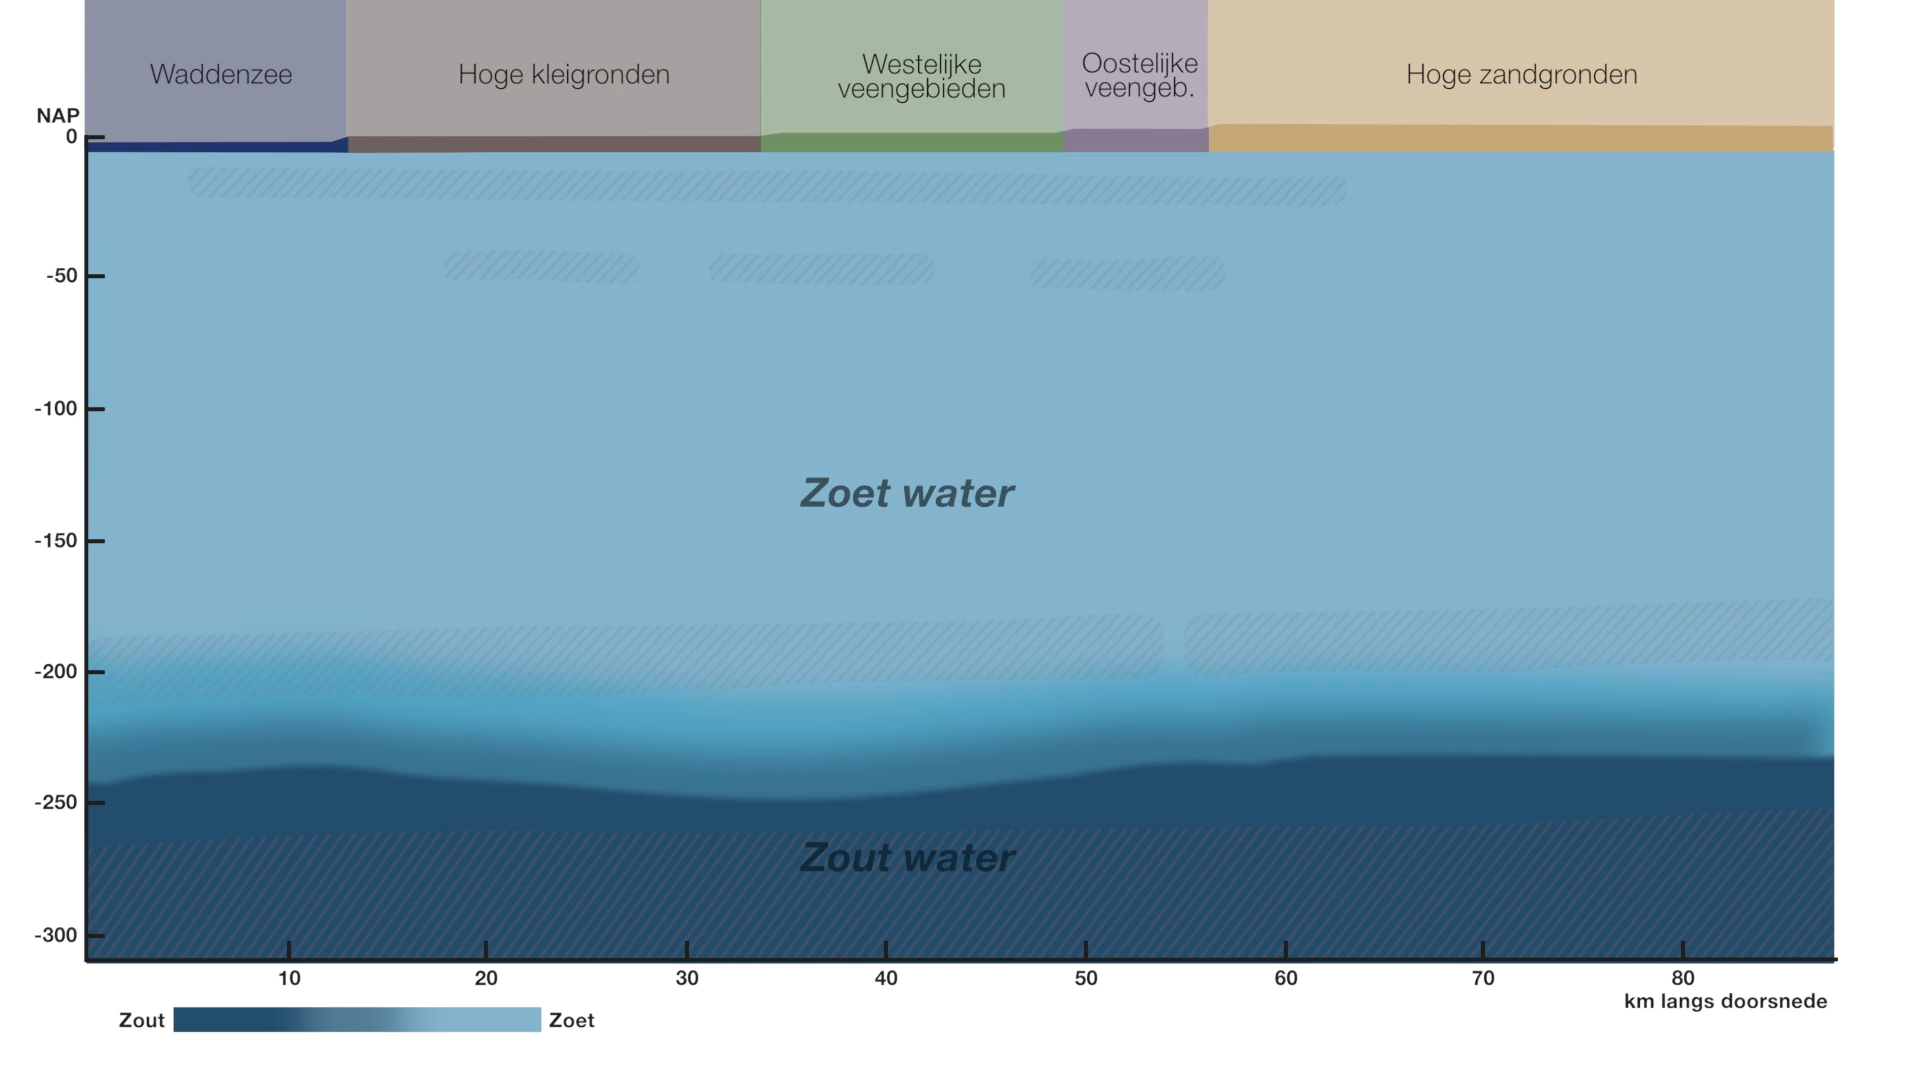 Waddenzee
Hoge kleigronden
Westelijke
veengebieden
Oostelijke
veengeb.
Hoge zandgronden
NAP
0
-50
-100
-150
-200
-250
-300
Zoet water
Zout water
10
20
30
40
50
60
70
80
km langs doorsnede
Zout
Zoet